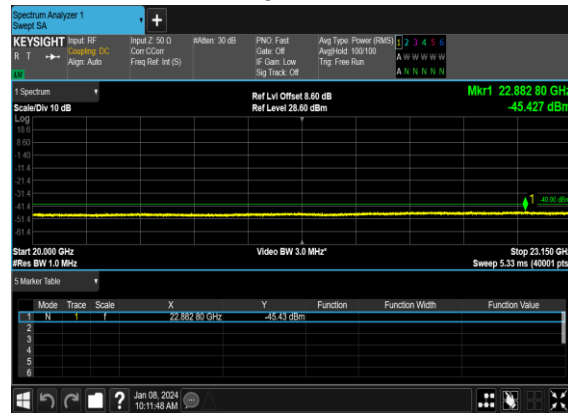 Spectrum Analyzer 1
Swept SA
+
KEYSIGHT Input: RF Input Z: 50 Ω #Atten: 30 dB PNO: Fast Avg Type: Power (RMS) 1 2 3 4 5 6
R T Coupling: DC Corr CCorr Gate: Off Avg|Hold: 100/100 A W W W W W
Align: Auto Freq Ref: Int (S) IF Gain: Low Trig: Free Run
LXI Sig Track: Off A N N N N N
1 Spectrum Ref Lvl Offset 8.60 dB Mkr1 22.882 80 GHz
Scale/Div 10 dB Ref Level 28.60 dBm -45.427 dBm
Log
18.6
8.60
-1.40
-11.4
-21.4
-31.4
1 -40.00 dBm
-41.4
-51.4
-61.4
Start 20.000 GHz Video BW 3.0 MHz* Stop 23.150 GHz
#Res BW 1.0 MHz Sweep 5.33 ms (40001 pts)
5 Marker Table
Mode Trace Scale X Y Function Function Width Function Value
1 N 1 f 22.882 80 GHz -45.43 dBm
2
3
4
5
6
? Jan 08, 2024
10:11:48 AM